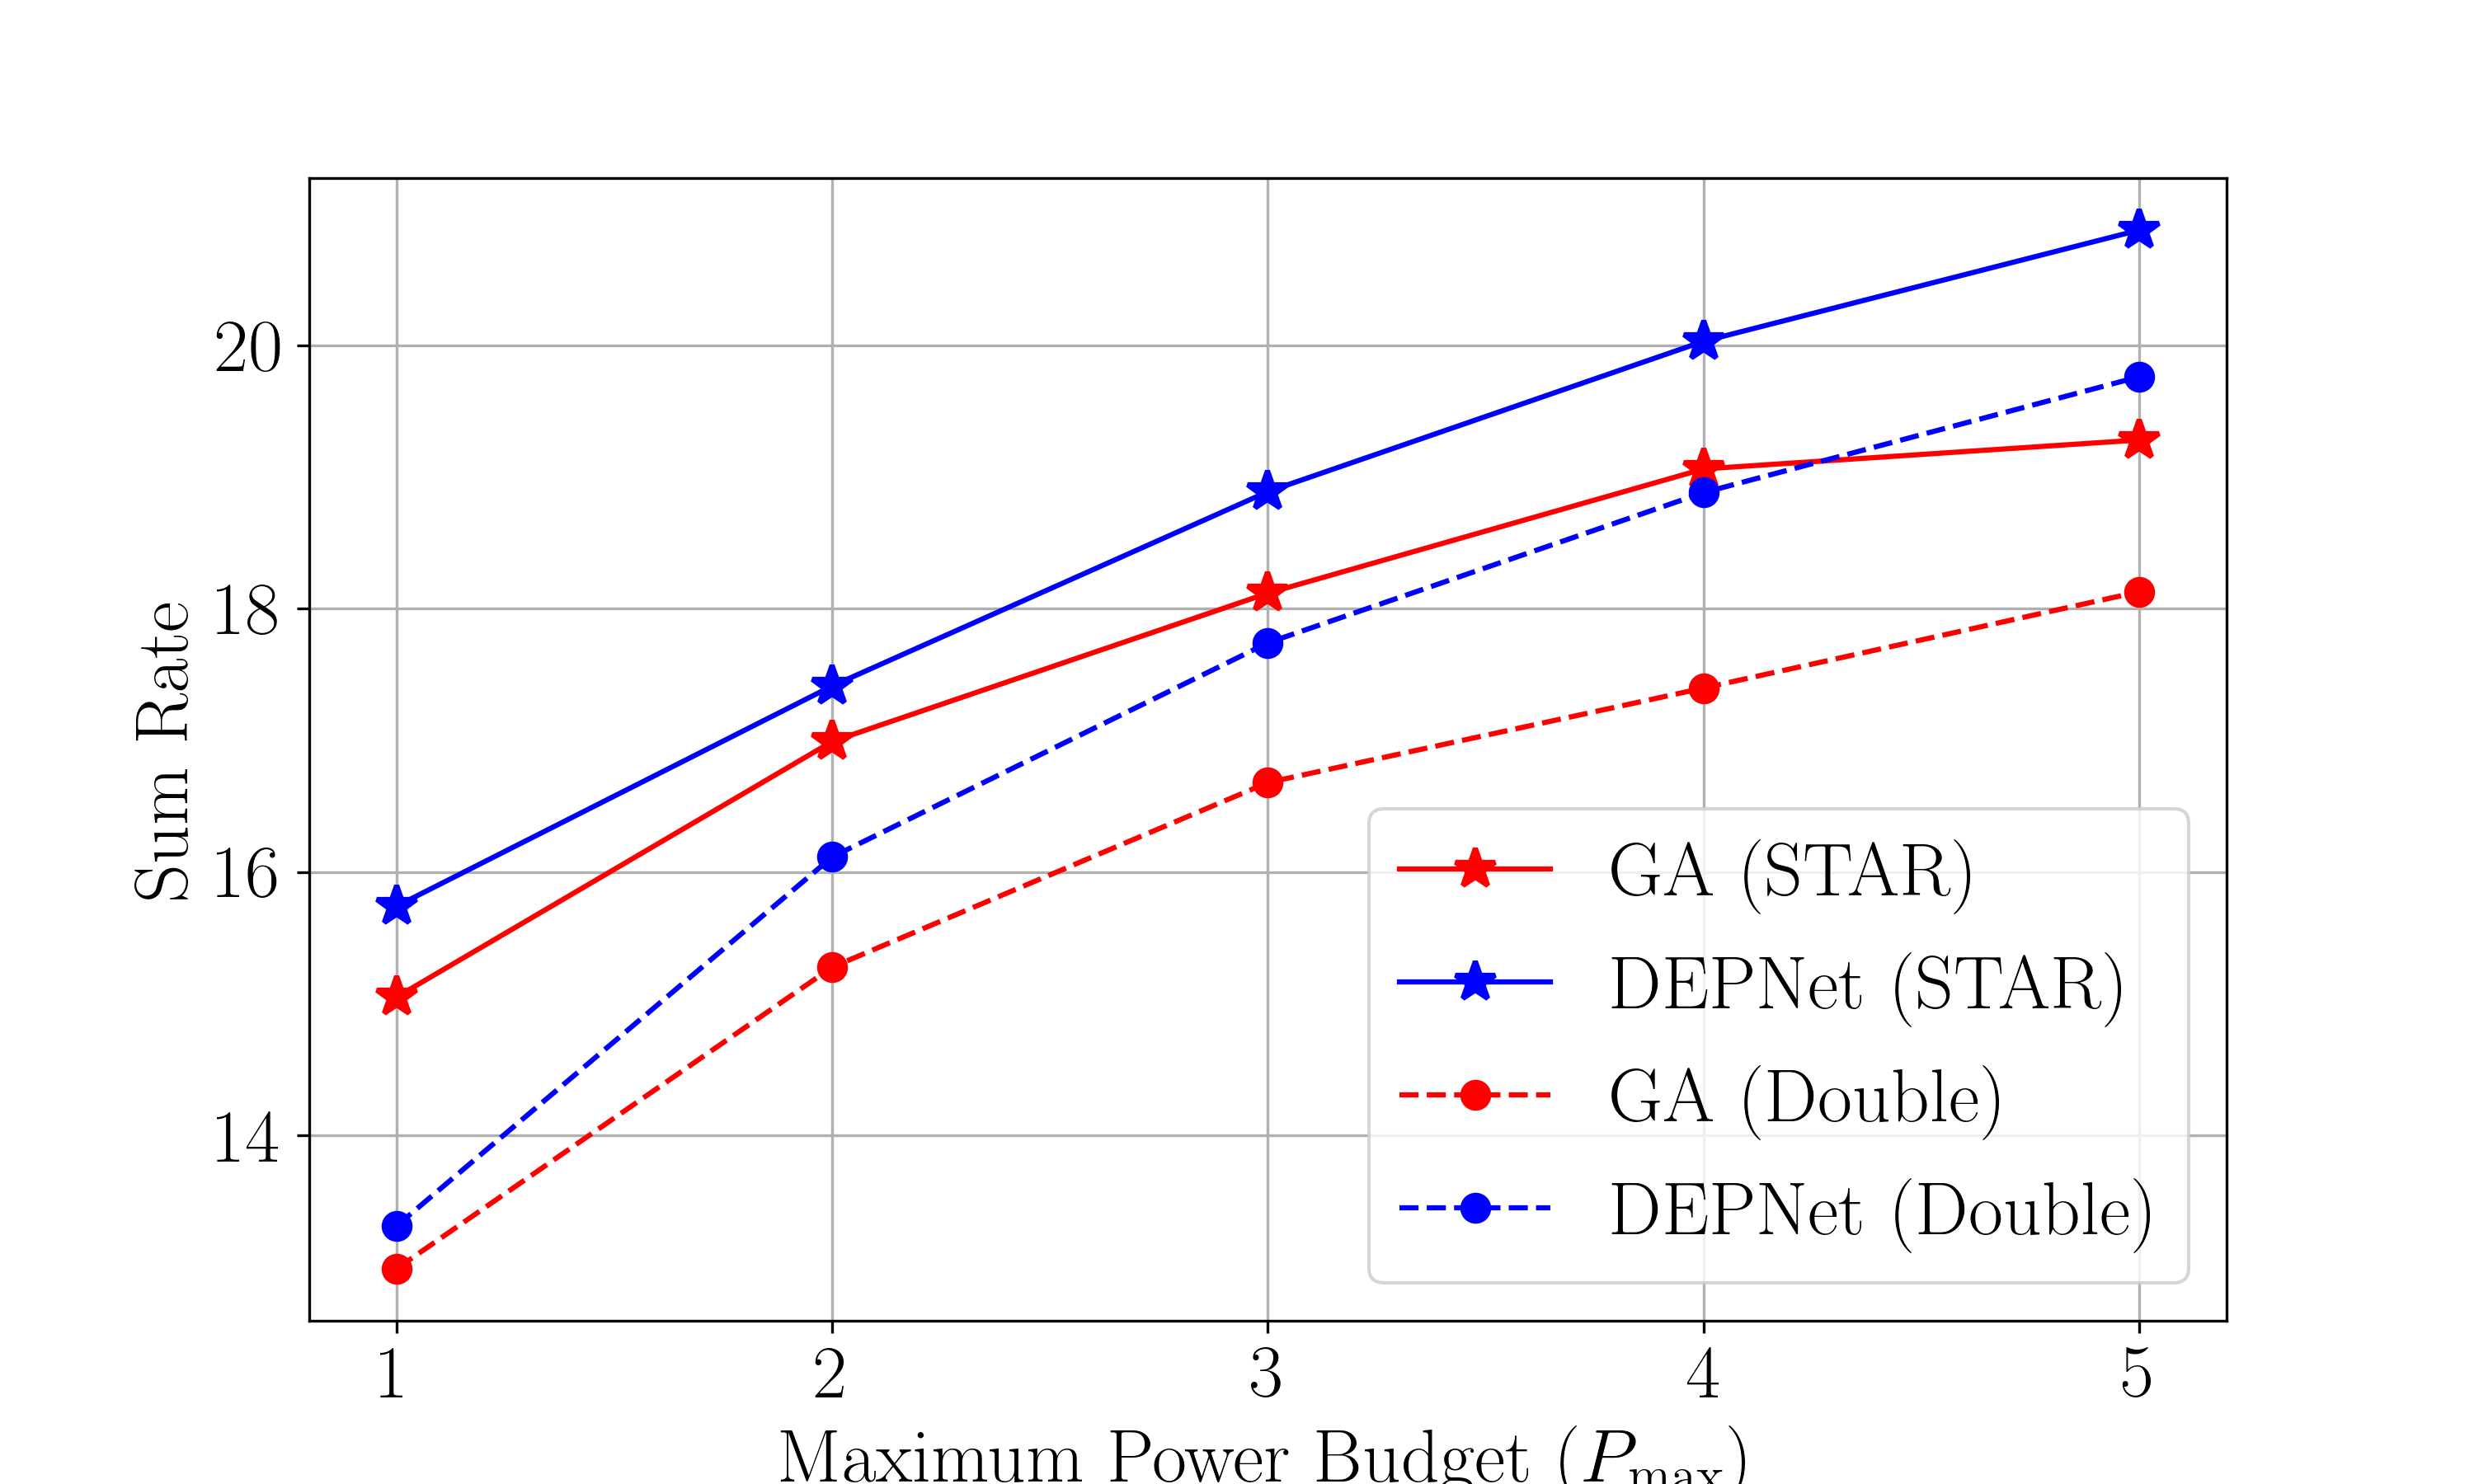 20
18
16
14
Sum Rate
GA (STAR)
DEPNet (STAR)
GA (Double)
DEPNet (Double)
1 2 3 4 5
Maximum Power Budget (P_max)